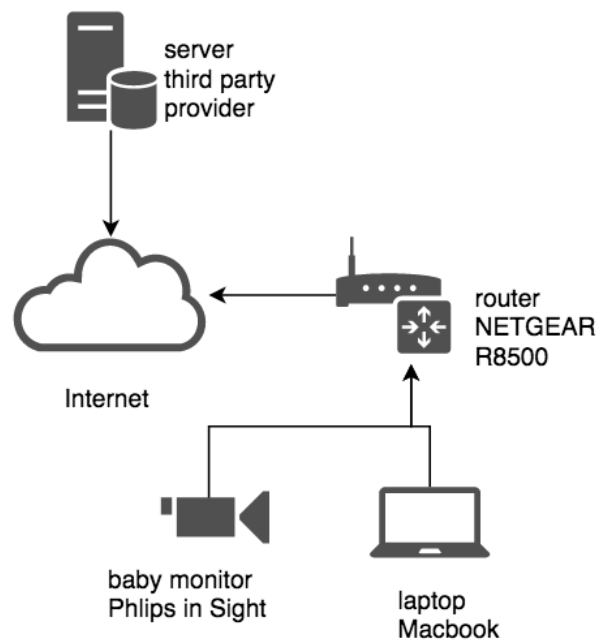 server
third party
provider
router
NETGEAR
R8500
Internet
baby monitor
Phlips in Sight
laptop
Macbook